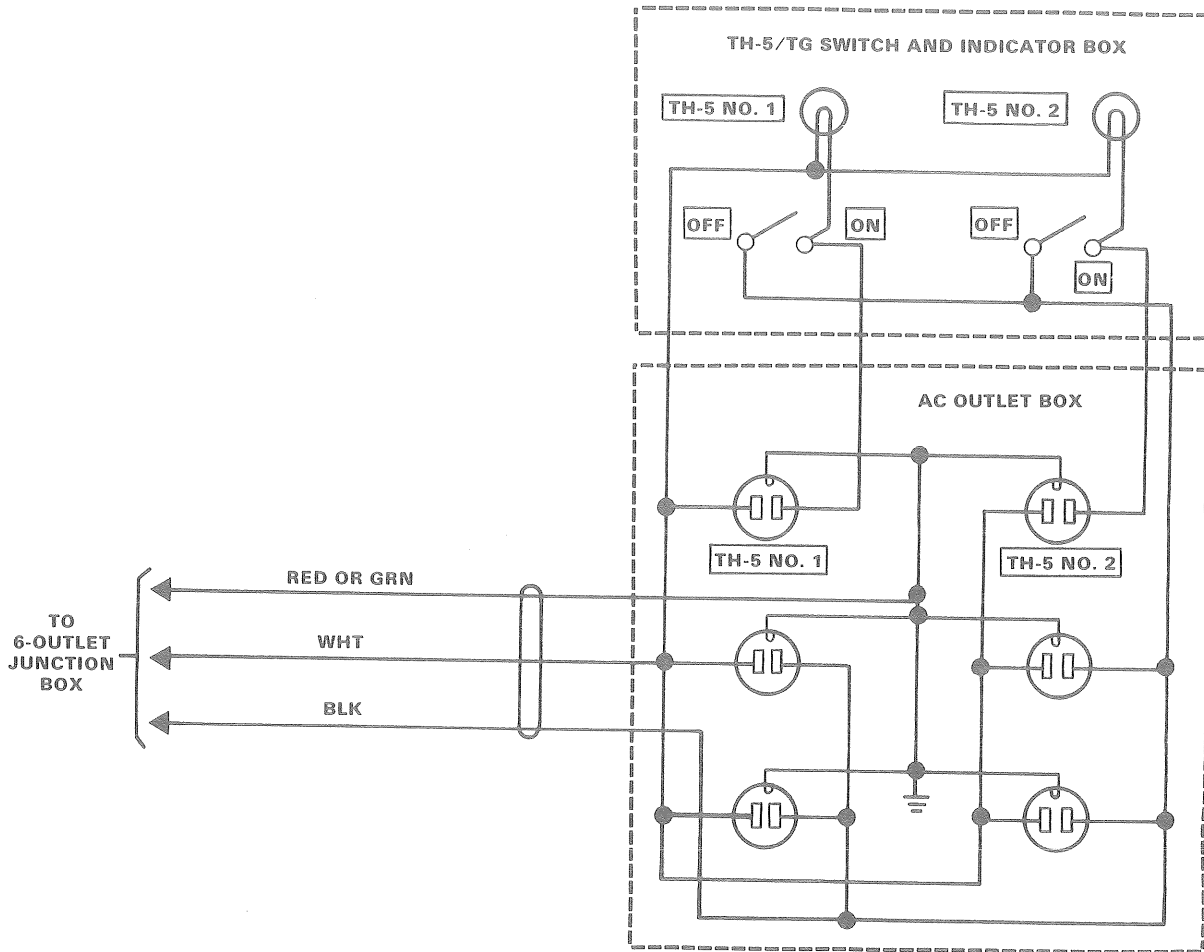 TH-5/TG SWITCH AND INDICATOR BOX
TH-5 NO. 1
TH-5 NO. 2
OFF
ON
OFF
ON
AC OUTLET BOX
TH-5 NO. 1
TH-5 NO. 2
RED OR GRN
TO
6-OUTLET
JUNCTION
BOX
WHT
BLK